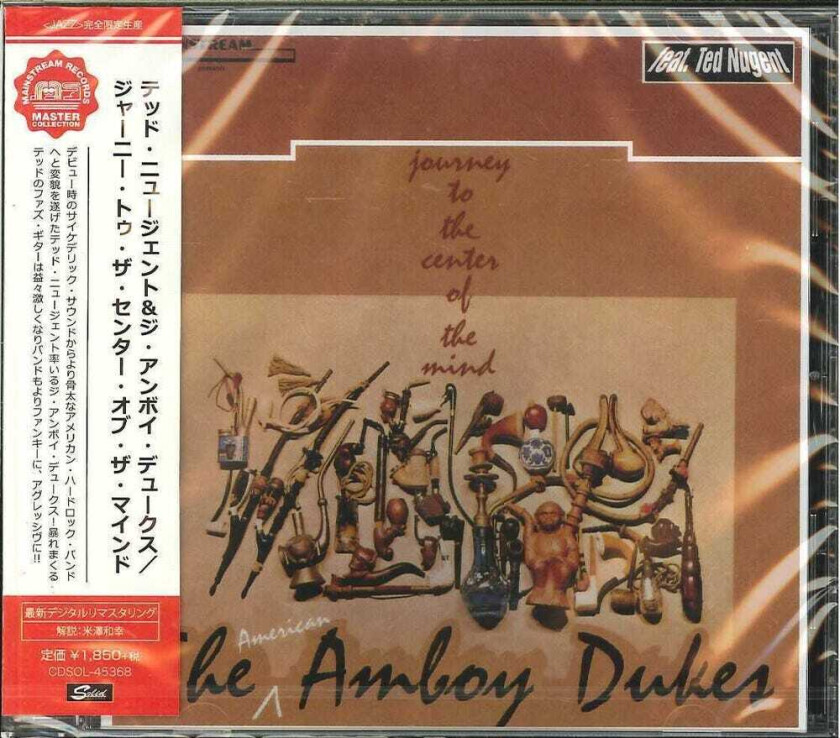 <JAZZ>完全限定生産
MAINSTREAM RECORDS
MASTER
COLLECTION
テッド・ニュージェント&ジ・アンボイ・デュークス/
ジャーニー・トゥ・ザ・センター・オブ・ザ・マインド
デビュー時のサイケデリック・サウンドからより骨太なアメリカン・ハードロック・バンド
へと変貌を遂げたテッド・ニュージェント率いるジ・アンボイ・デュークス!暴れまくる
テッドのファズ・ギターは益々激しくなりバンドもよりファンキーに、アグレッシヴに!!
最新デジタルリマスタリング
解説:米澤和幸
定価 ¥1,850+税
CDSOL-45368
Solid
feat. Ted Nugent
journey
to
the
center
of
the
mind
American
The Amboy Dukes